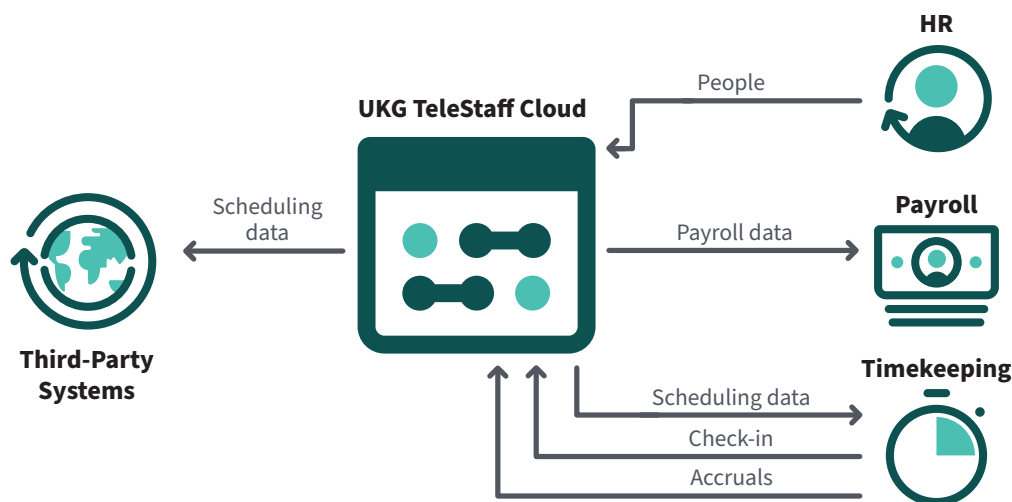 HR
People
UKG TeleStaff Cloud
Scheduling
data
Payroll
Payroll data
Third-Party
Systems
Timekeeping
Scheduling data
Check-in
Accruals